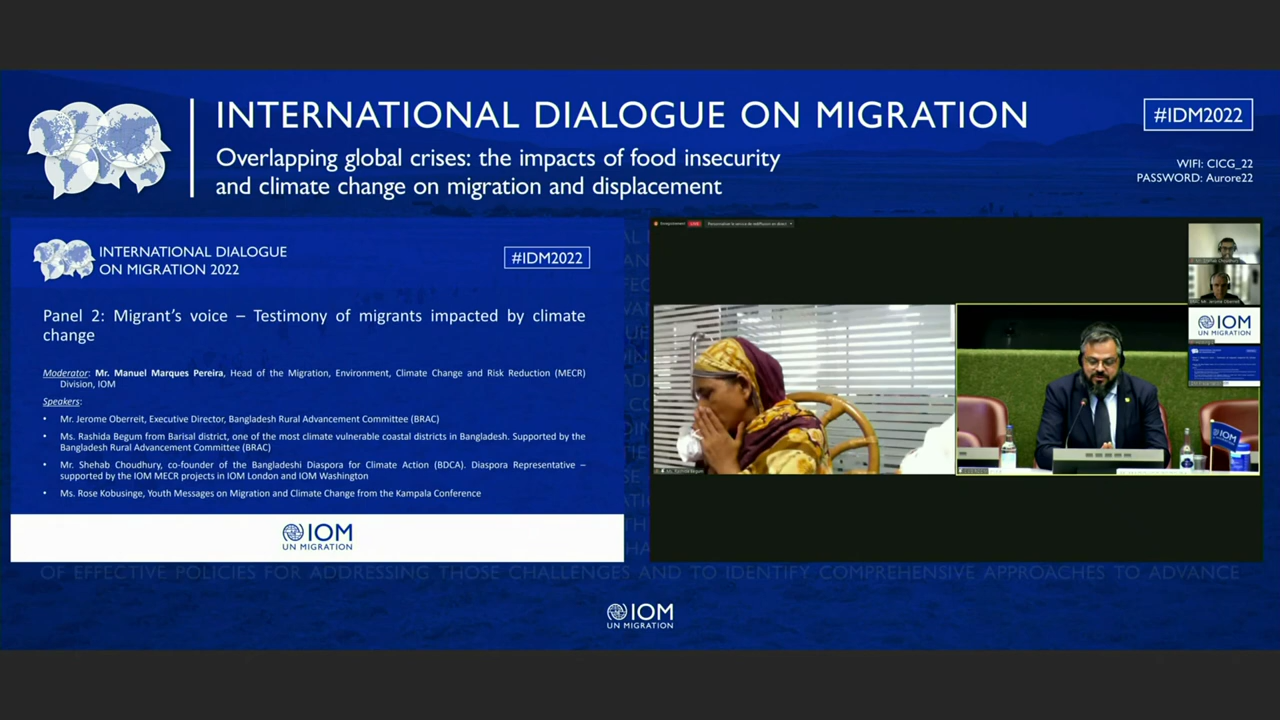 INTERNATIONAL DIALOGUE ON MIGRATION
Overlapping global crises: the impacts of food insecurity
and climate change on migration and displacement
#IDM2022
WIFI: CICG_22
PASSWORD: Aurore22
INTERNATIONAL DIALOGUE
ON MIGRATION 2022
#IDM2022
Panel 2: Migrant's voice – Testimony of migrants impacted by climate
change
Moderator: Mr. Manuel Marques Pereira, Head of the Migration, Environment, Climate Change and Risk Reduction (MECR)
Division, IOM
Speakers:
• Mr. Jerome Oberreit, Executive Director, Bangladesh Rural Advancement Committee (BRAC)
• Ms. Rashida Begum from Barisal district, one of the most climate vulnerable coastal districts in Bangladesh. Supported by the
Bangladesh Rural Advancement Committee (BRAC)
• Mr. Shehab Choudhury, co-founder of the Bangladeshi Diaspora for Climate Action (BDCA). Diaspora Representative –
supported by the IOM MECR projects in IOM London and IOM Washington
• Ms. Rose Kobusinge, Youth Messages on Migration and Climate Change from the Kampala Conference
IOM
UN MIGRATION
LIVE
IOM
UN MIGRATION
IOM
OF EFFECTIVE POLICIES FOR ADDRESSING THOSE CHALLENGES AND TO IDENTIFY COMPREHENSIVE APPROACHES TO ADVANCE
IOM
UN MIGRATION